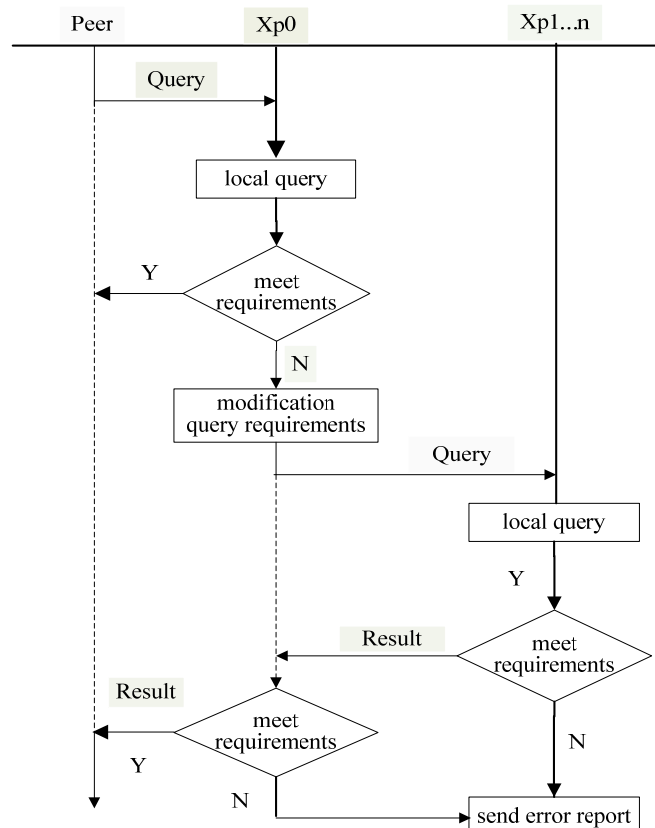 Peer
Xp0
Xp1...n
Query
local query
Y
meet
requirements
N
modification
query requirements
Query
local query
Y
Result
meet
requirements
Result
meet
requirements
Y
N
N
send error report